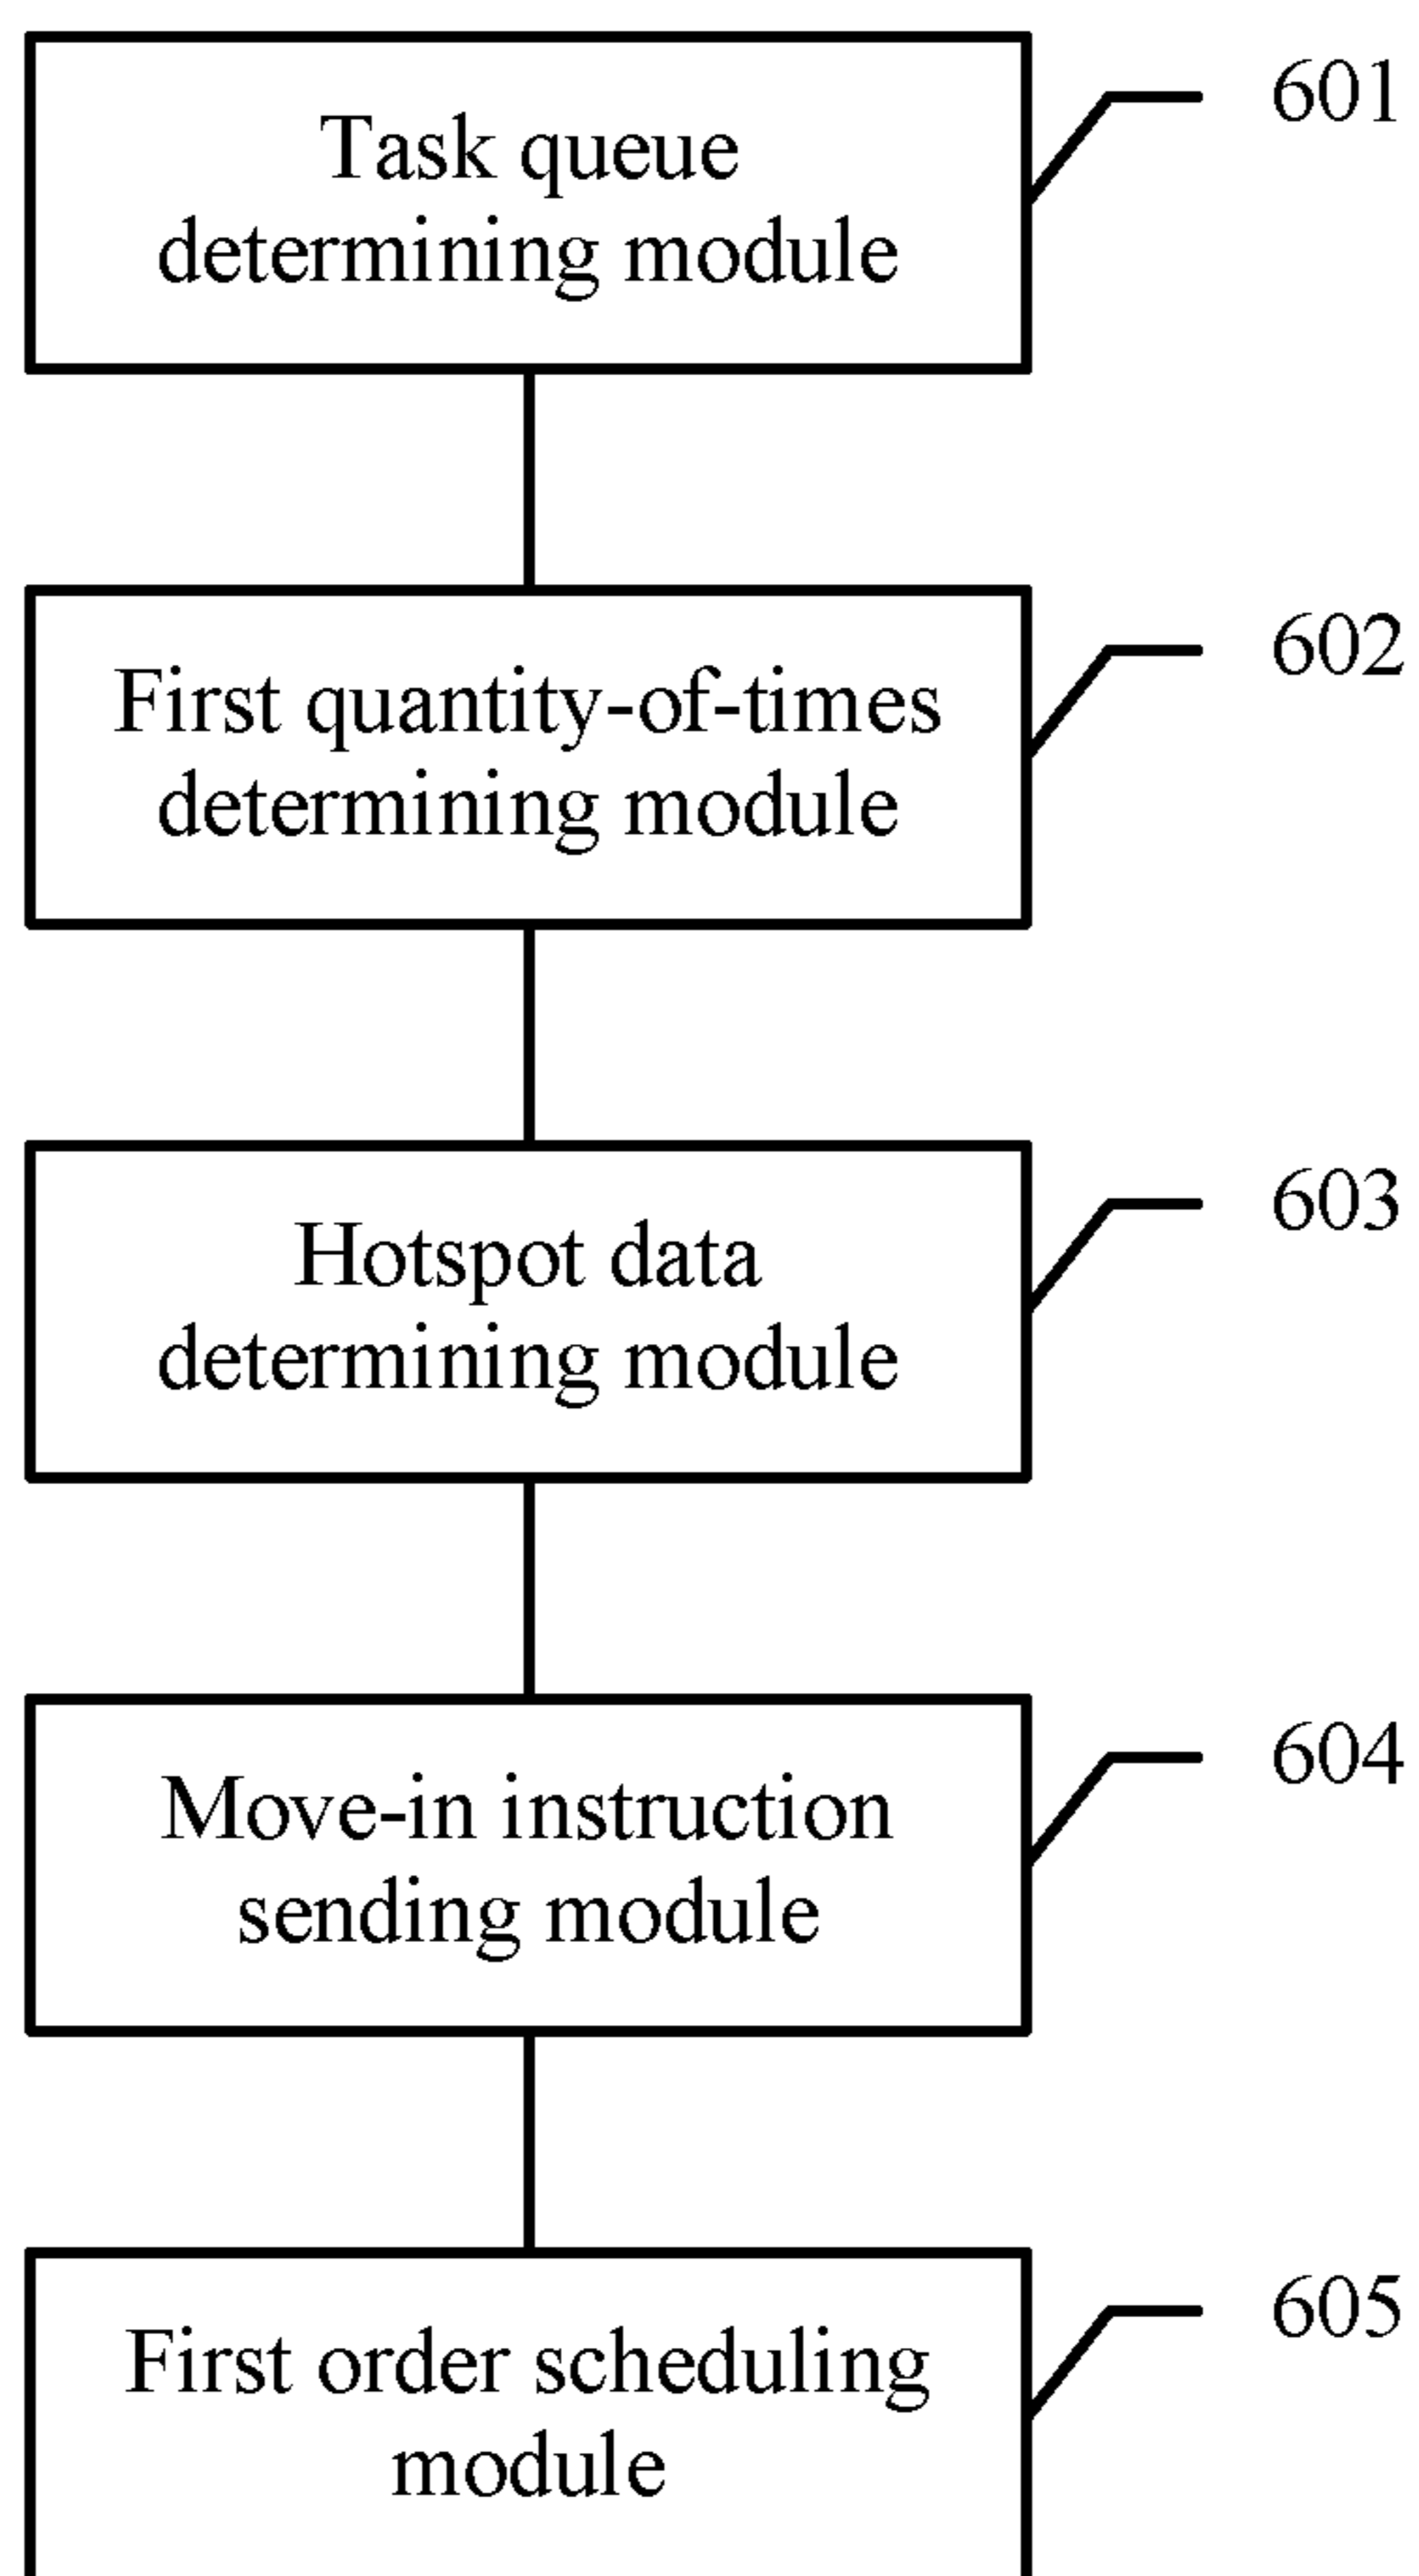 Task queue
determining module
601
First quantity-of-times
determining module
602
Hotspot data
determining module
603
Move-in instruction
sending module
604
First order scheduling
module
605